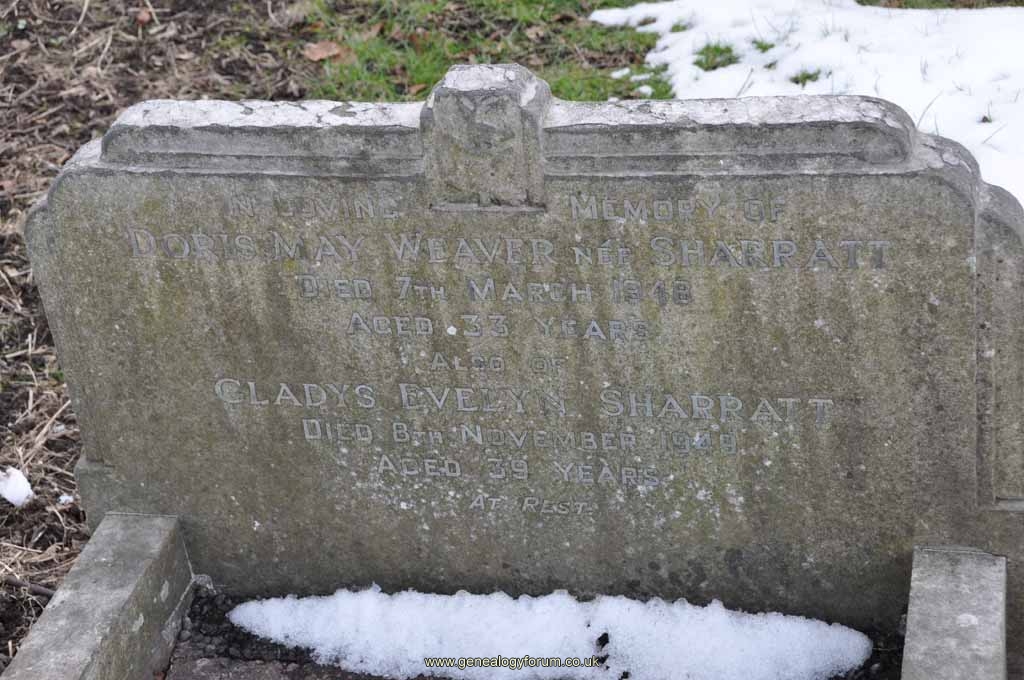 In Loving Memory of
Doris May Weaver née Sharratt
Died 7th March 1948
Aged 33 years
Also of
Gladys Evelyn Sharratt
Died 8th November 1949
Aged 39 years
At Rest.
www.genealogyforum.co.uk